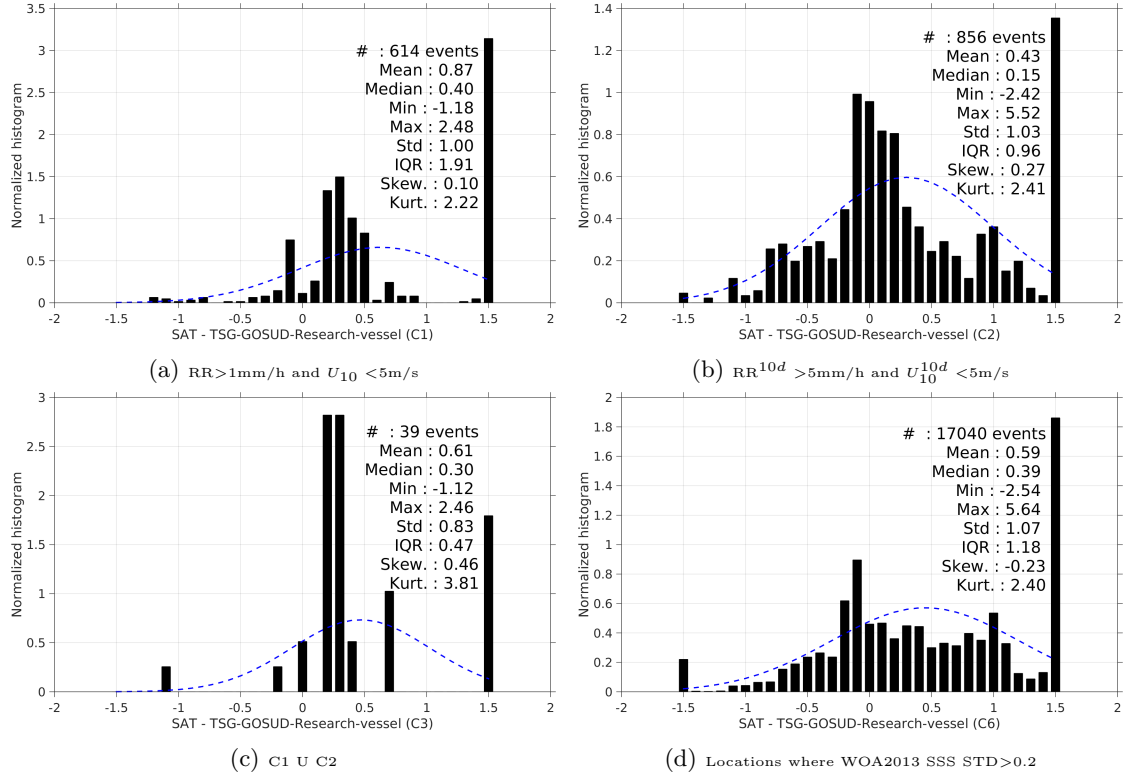 3.5
3
2.5
2
1.5
1
0.5
0
-2
-1.5
-1
-0.5
0
0.5
1
1.5
2
Normalized histogram
SAT - TSG-GOSUD-Research-vessel (C1)
# : 614 events
Mean : 0.87
Median : 0.40
Min : -1.18
Max : 2.48
Std : 1.00
IQR : 1.91
Skew. : 0.10
Kurt. : 2.22
(a) RR>1mm/h and U10 <5m/s
1.4
1.2
1
0.8
0.6
0.4
0.2
0
-2
-1.5
-1
-0.5
0
0.5
1
1.5
2
Normalized histogram
SAT - TSG-GOSUD-Research-vessel (C2)
# : 856 events
Mean : 0.43
Median : 0.15
Min : -2.42
Max : 5.52
Std : 1.03
IQR : 0.96
Skew. : 0.27
Kurt. : 2.41
(b) RR10d >5mm/h and U10 10d <5m/s
3
2.5
2
1.5
1
0.5
0
-2
-1.5
-1
-0.5
0
0.5
1
1.5
2
Normalized histogram
SAT - TSG-GOSUD-Research-vessel (C3)
# : 39 events
Mean : 0.61
Median : 0.30
Min : -1.12
Max : 2.46
Std : 0.83
IQR : 0.47
Skew. : 0.46
Kurt. : 3.81
(c) C1 U C2
2
1.8
1.6
1.4
1.2
1
0.8
0.6
0.4
0.2
0
-2
-1.5
-1
-0.5
0
0.5
1
1.5
2
Normalized histogram
SAT - TSG-GOSUD-Research-vessel (C6)
# : 17040 events
Mean : 0.59
Median : 0.39
Min : -2.54
Max : 5.64
Std : 1.07
IQR : 1.18
Skew. : -0.23
Kurt. : 2.40
(d) Locations where WOA2013 SSS STD>0.2